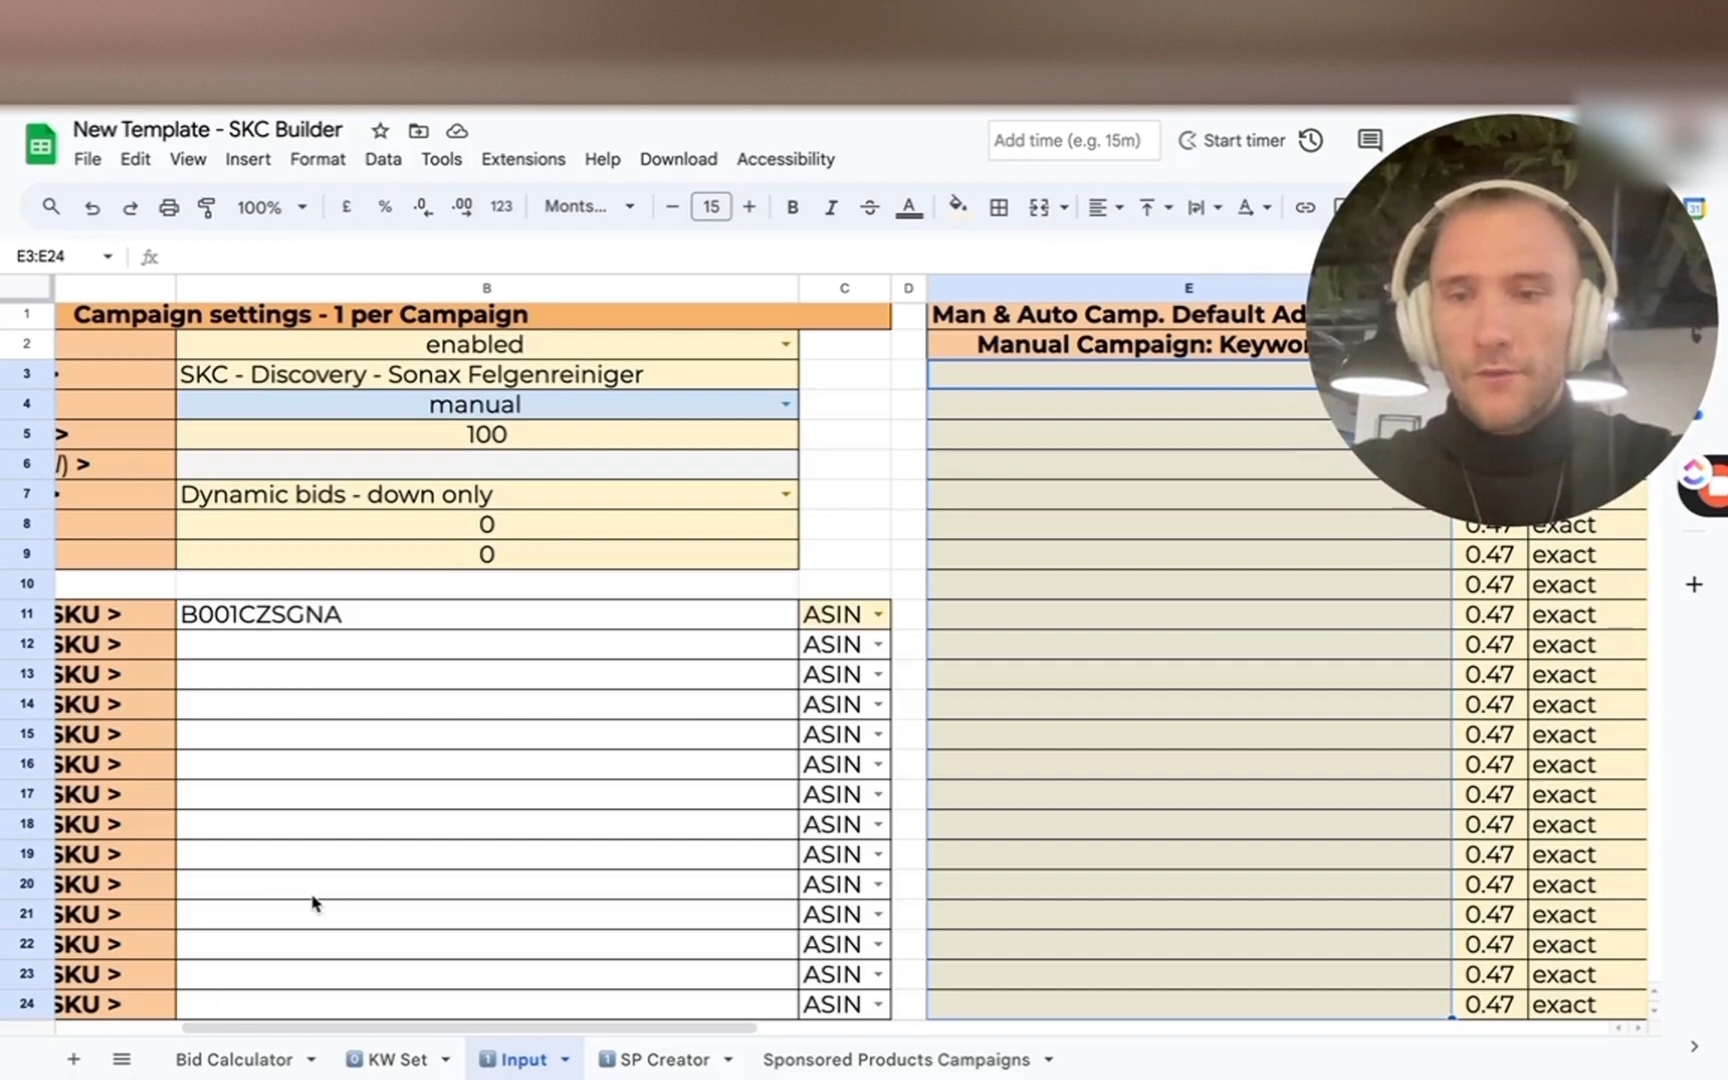 New Template - SKC Builder
File Edit View Insert Format Data Tools Extensions Help Download Accessibility
Add time (e.g. 15m) Start timer
100% £ % .0 .00 123 Monts... 15 B I A
E3:E24 fx
B C D E
1 Campaign settings - 1 per Campaign Man & Auto Camp. Default Ad
2 enabled Manual Campaign: Keywor
3 SKC - Discovery - Sonax Felgenreiniger
4 manual
5 > 100
6 /) >
7 Dynamic bids - down only
8 0 0.47 exact
9 0 0.47 exact
10 0.47 exact
11 SKU > B001CZSGNA ASIN 0.47 exact
12 SKU > ASIN 0.47 exact
13 SKU > ASIN 0.47 exact
14 SKU > ASIN 0.47 exact
15 SKU > ASIN 0.47 exact
16 SKU > ASIN 0.47 exact
17 SKU > ASIN 0.47 exact
18 SKU > ASIN 0.47 exact
19 SKU > ASIN 0.47 exact
20 SKU > ASIN 0.47 exact
21 SKU > ASIN 0.47 exact
22 SKU > ASIN 0.47 exact
23 SKU > ASIN 0.47 exact
24 SKU > ASIN 0.47 exact
+ Bid Calculator 0 KW Set 1 Input 1 SP Creator Sponsored Products Campaigns